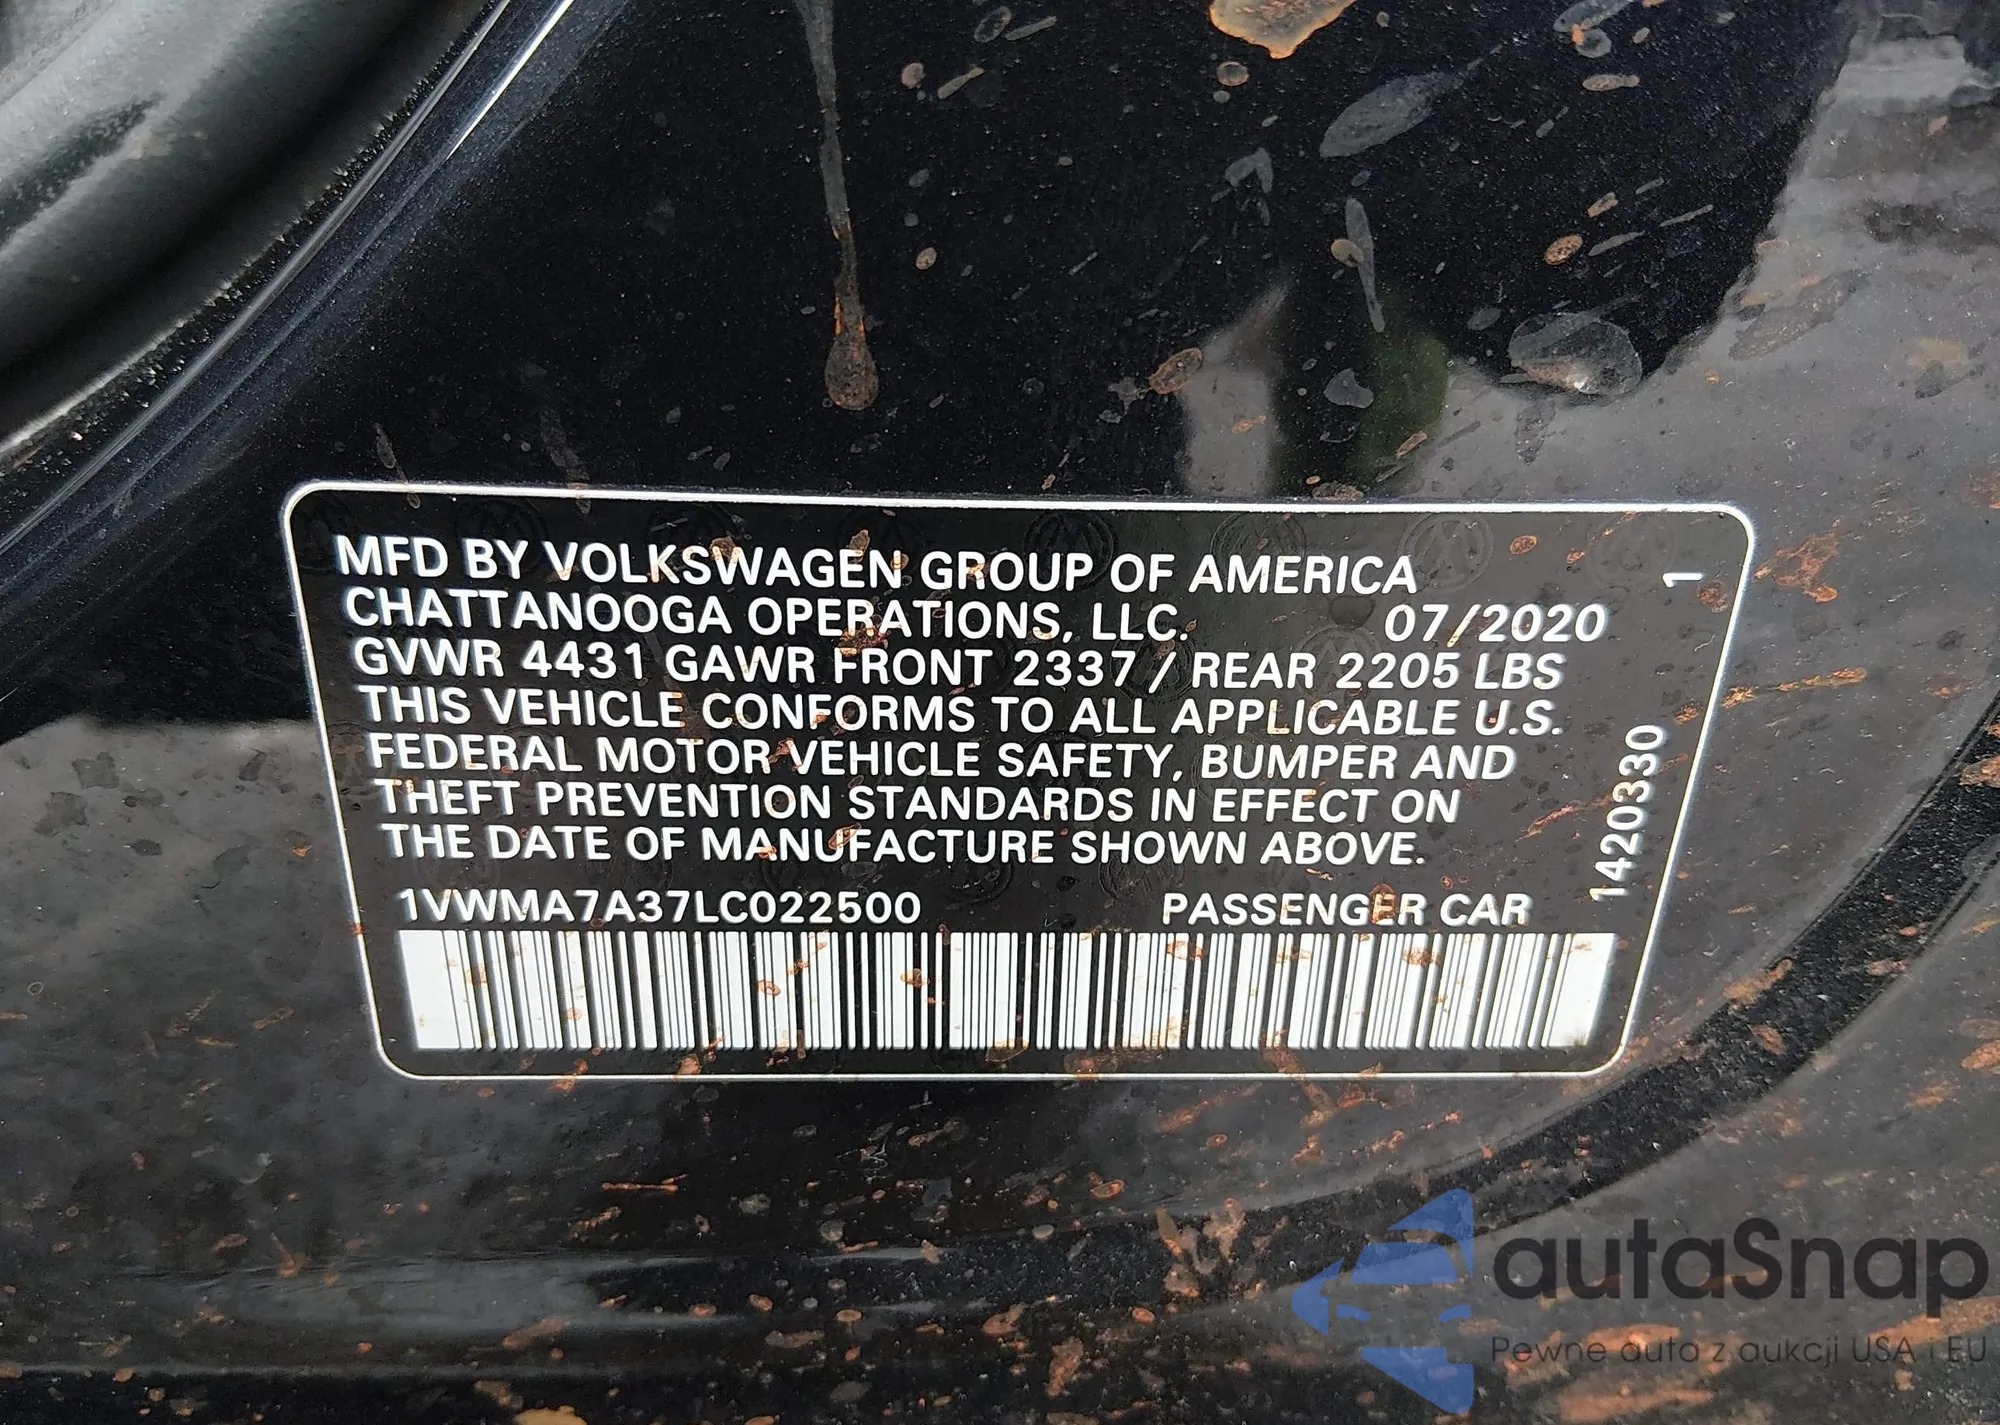 MFD BY VOLKSWAGEN GROUP OF AMERICA
CHATTANOOGA OPERATIONS, LLC. 07/2020
GVWR 4431 GAWR FRONT 2337 / REAR 2205 LBS
THIS VEHICLE CONFORMS TO ALL APPLICABLE U.S.
FEDERAL MOTOR VEHICLE SAFETY, BUMPER AND
THEFT PREVENTION STANDARDS IN EFFECT ON
THE DATE OF MANUFACTURE SHOWN ABOVE.
1VWMA7A37LC022500 PASSENGER CAR
1
1420330
autaSnap
Pewne auta z aukcji USA i EU